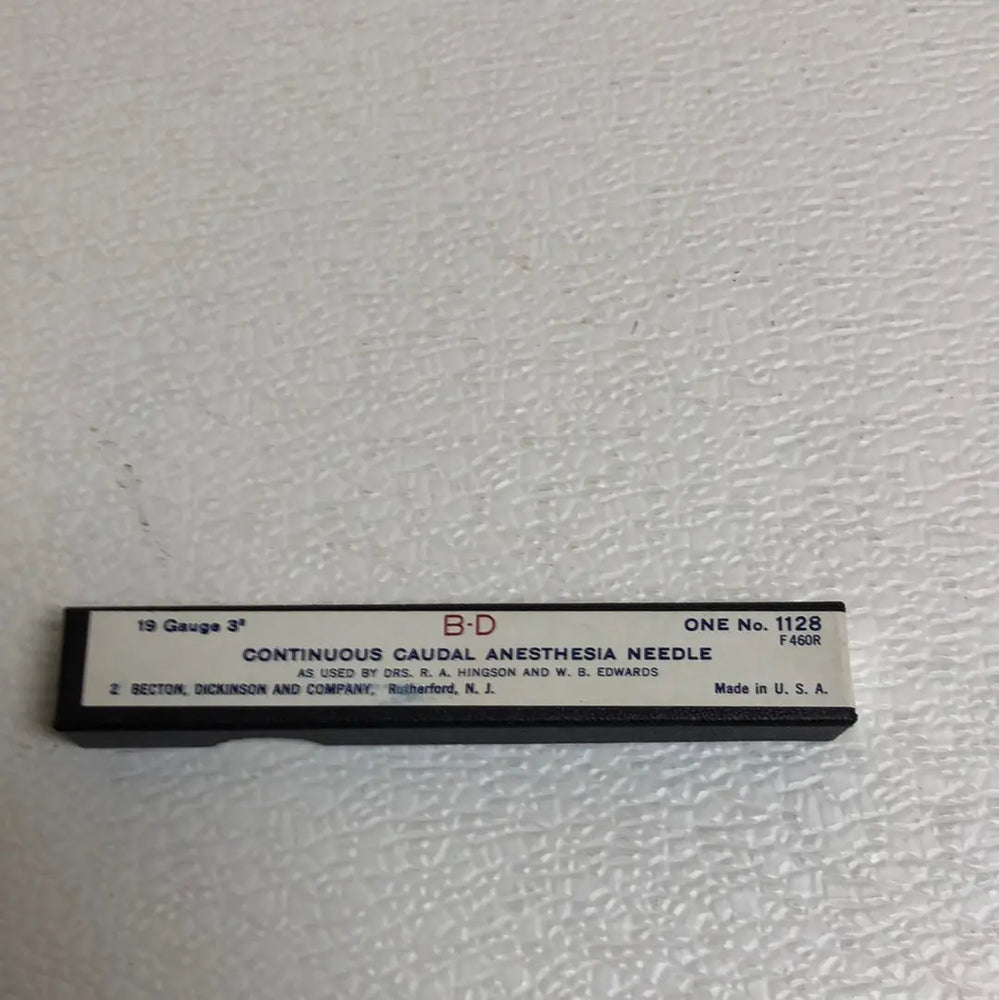 19 Gauge 3"
B-D
ONE No. 1128
F460R
CONTINUOUS CAUDAL ANESTHESIA NEEDLE
AS USED BY DRS. R. A. HINGSON AND W. B. EDWARDS
2 BECTON, DICKINSON AND COMPANY, Rutherford, N. J.
Made in U. S. A.